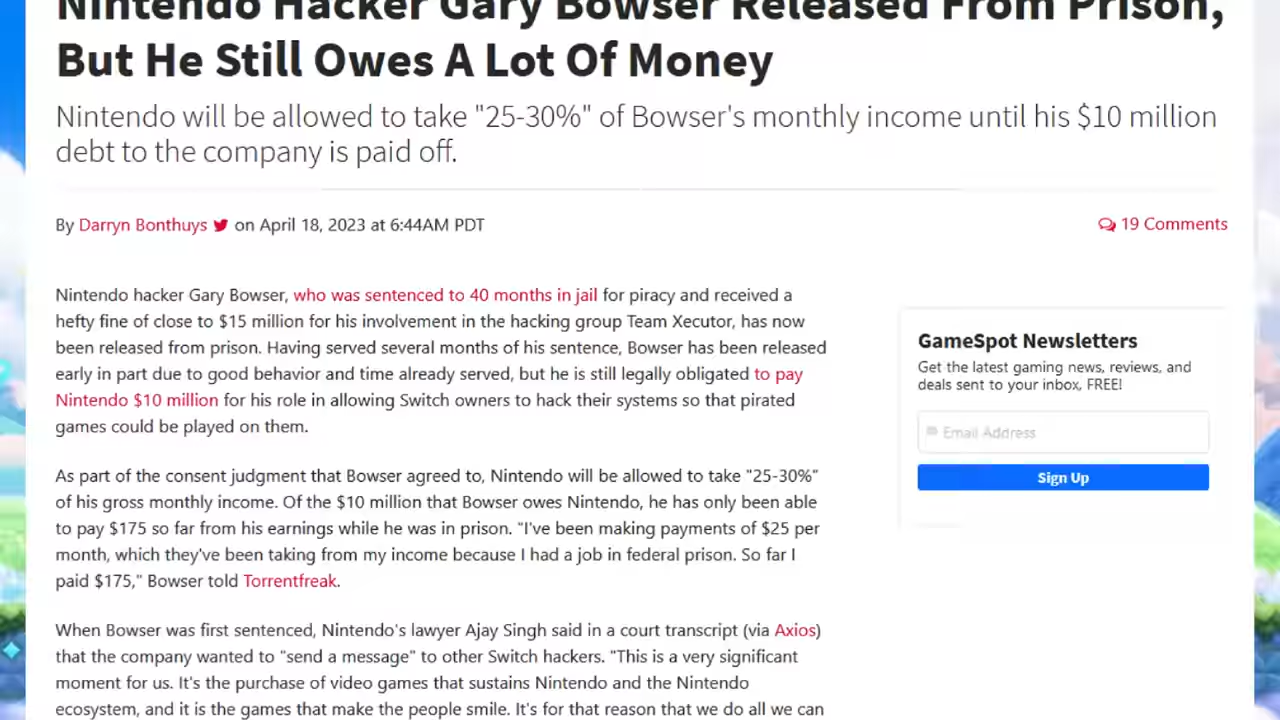 Nintendo Hacker Gary Bowser Released From Prison,
But He Still Owes A Lot Of Money
Nintendo will be allowed to take "25-30%" of Bowser's monthly income until his $10 million
debt to the company is paid off.
By Darryn Bonthuys on April 18, 2023 at 6:44AM PDT
19 Comments
Nintendo hacker Gary Bowser, who was sentenced to 40 months in jail for piracy and received a
hefty fine of close to $15 million for his involvement in the hacking group Team Xecutor, has now
been released from prison. Having served several months of his sentence, Bowser has been released
early in part due to good behavior and time already served, but he is still legally obligated to pay
Nintendo $10 million for his role in allowing Switch owners to hack their systems so that pirated
games could be played on them.
As part of the consent judgment that Bowser agreed to, Nintendo will be allowed to take "25-30%"
of his gross monthly income. Of the $10 million that Bowser owes Nintendo, he has only been able
to pay $175 so far from his earnings while he was in prison. "I've been making payments of $25 per
month, which they've been taking from my income because I had a job in federal prison. So far I
paid $175," Bowser told Torrentfreak.
When Bowser was first sentenced, Nintendo's lawyer Ajay Singh said in a court transcript (via Axios)
that the company wanted to "send a message" to other Switch hackers. "This is a very significant
moment for us. It's the purchase of video games that sustains Nintendo and the Nintendo
ecosystem, and it is the games that make the people smile. It's for that reason that we do all we can
GameSpot Newsletters
Get the latest gaming news, reviews, and
deals sent to your inbox, FREE!
Email Address
Sign Up